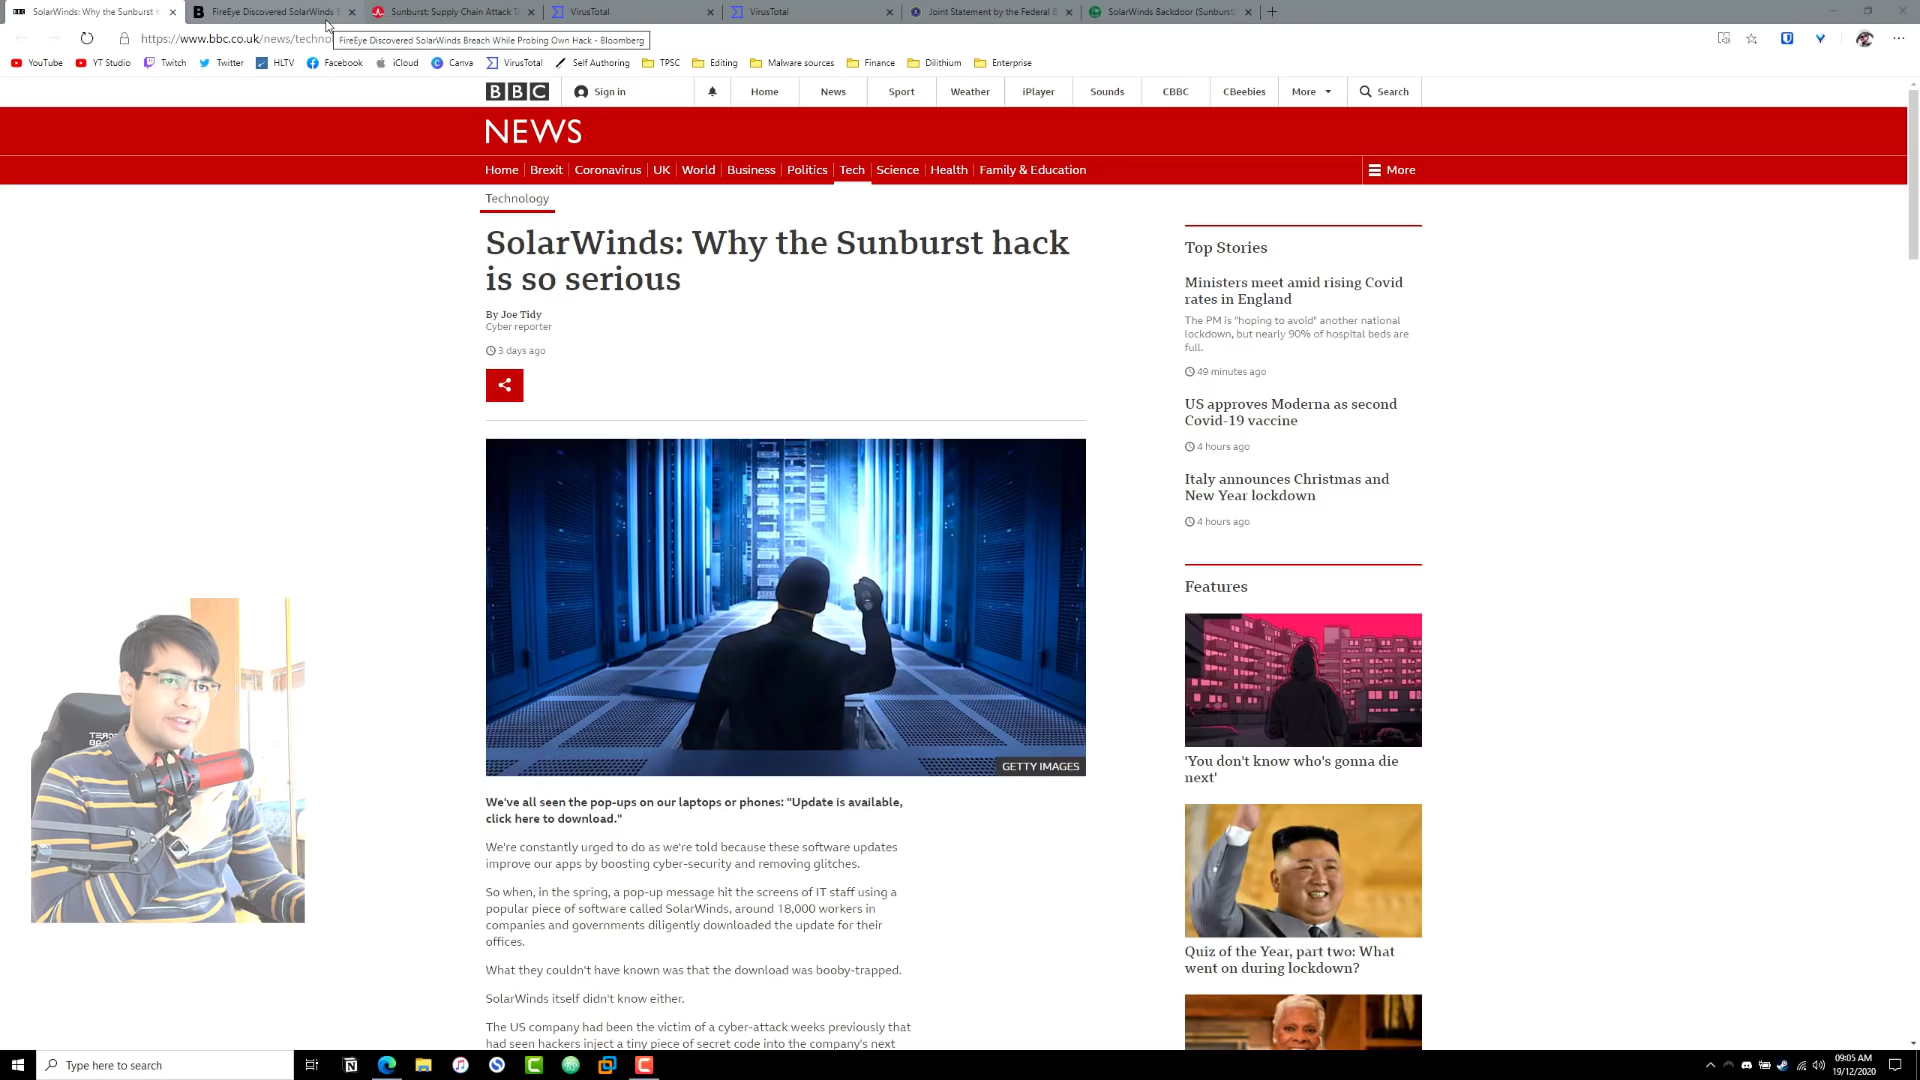 SolarWinds: Why the Sunburst h
FireEye Discovered SolarWinds B
Sunburst: Supply Chain Attack Ta
VirusTotal
VirusTotal
Joint Statement by the Federal B
SolarWinds Backdoor (Sunburst)
https://www.bbc.co.uk/news/techno
FireEye Discovered SolarWinds Breach While Probing Own Hack - Bloomberg
YouTube
YT Studio
Twitch
Twitter
HLTV
Facebook
iCloud
Canva
VirusTotal
Self Authoring
TPSC
Editing
Malware sources
Finance
Dilithium
Enterprise
BBC
Sign in
Home
News
Sport
Weather
iPlayer
Sounds
CBBC
CBeebies
More
Search
NEWS
Home
Brexit
Coronavirus
UK
World
Business
Politics
Tech
Science
Health
Family & Education
More
Technology
SolarWinds: Why the Sunburst hack
is so serious
By Joe Tidy
Cyber reporter
3 days ago
GETTY IMAGES
We've all seen the pop-ups on our laptops or phones: "Update is available,
click here to download."
We're constantly urged to do as we're told because these software updates
improve our apps by boosting cyber-security and removing glitches.
So when, in the spring, a pop-up message hit the screens of IT staff using a
popular piece of software called SolarWinds, around 18,000 workers in
companies and governments diligently downloaded the update for their
offices.
What they couldn't have known was that the download was booby-trapped.
SolarWinds itself didn't know either.
The US company had been the victim of a cyber-attack weeks previously that
had seen hackers inject a tiny piece of secret code into the company's next
Top Stories
Ministers meet amid rising Covid
rates in England
The PM is "hoping to avoid" another national
lockdown, but nearly 90% of hospital beds are
full.
49 minutes ago
US approves Moderna as second
Covid-19 vaccine
4 hours ago
Italy announces Christmas and
New Year lockdown
4 hours ago
Features
'You don't know who's gonna die
next'
Quiz of the Year, part two: What
went on during lockdown?
Type here to search
09:05 AM
19/12/2020